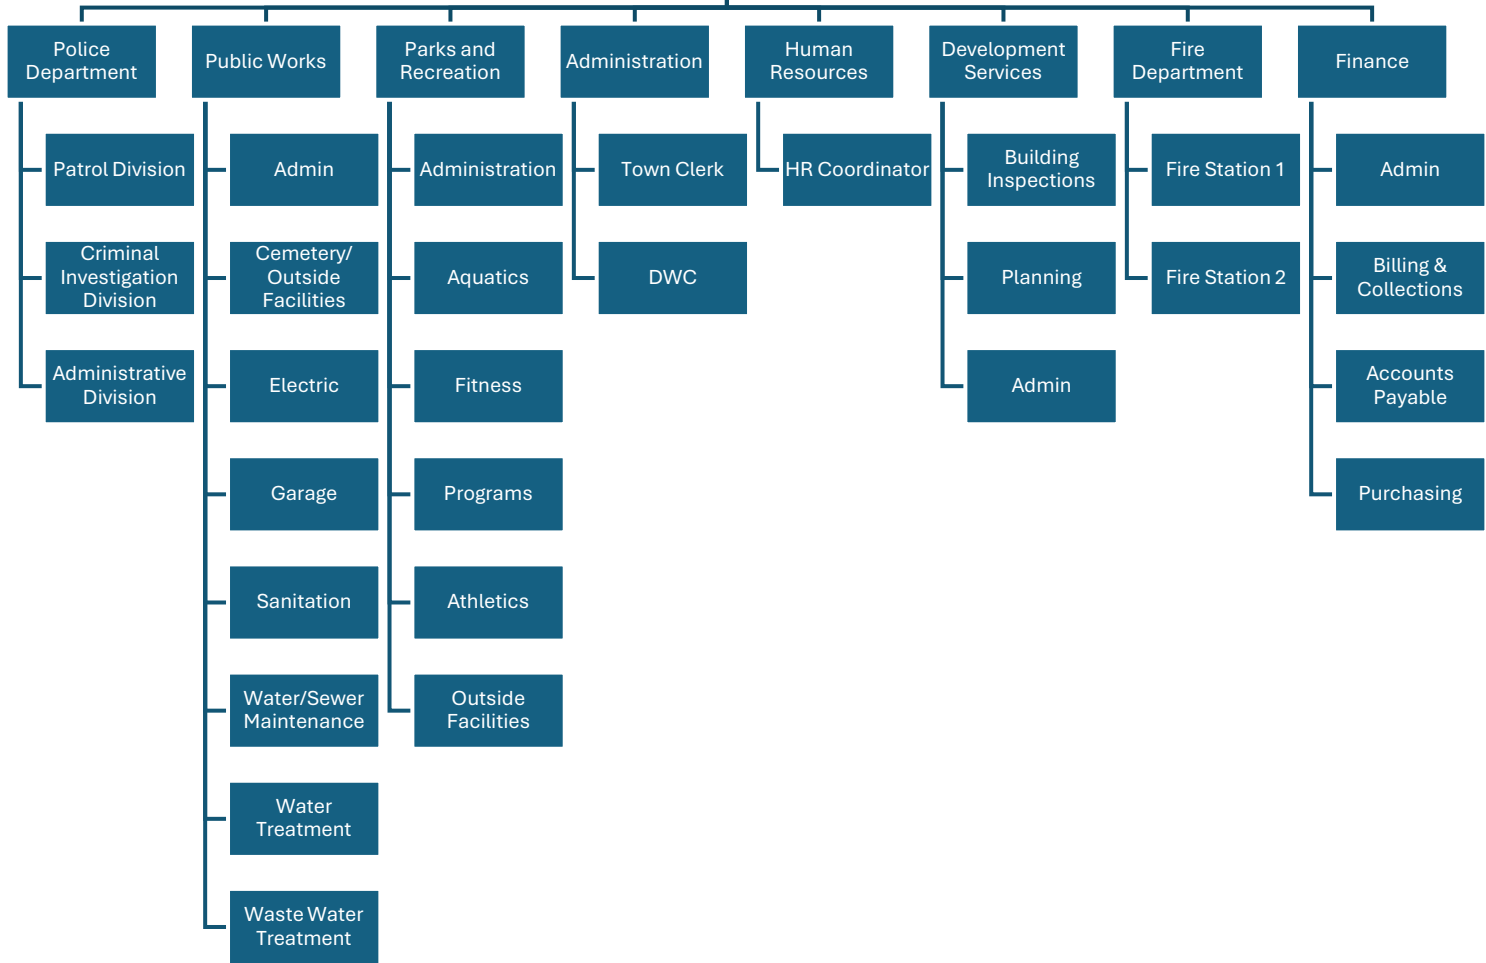 Police
Department
Public Works
Parks and
Recreation
Administration
Human
Resources
Development
Services
Fire
Department
Finance
Patrol Division
Criminal
Investigation
Division
Administrative
Division
Admin
Cemetery/
Outside
Facilities
Electric
Garage
Sanitation
Water/Sewer
Maintenance
Water
Treatment
Waste Water
Treatment
Administration
Aquatics
Fitness
Programs
Athletics
Outside
Facilities
Town Clerk
DWC
HR Coordinator
Building
Inspections
Planning
Admin
Fire Station 1
Fire Station 2
Admin
Billing &
Collections
Accounts
Payable
Purchasing